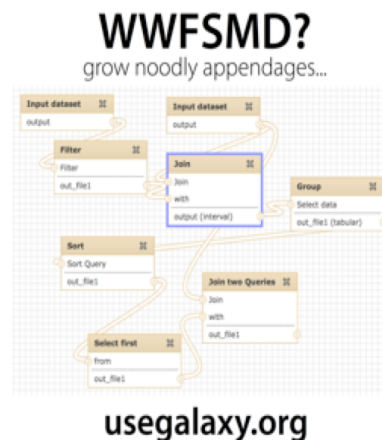 WWFSMD?
grow noodly appendages...
Input dataset
output
Input dataset
output
Filter
Filter
out_file1
Join
Join
with
output (interval)
Group
Select data
out_file1 (tabular)
Sort
Sort Query
out_file1
Join two Queries
Join
with
out_file1
Select first
from
out_file1
usegalaxy.org